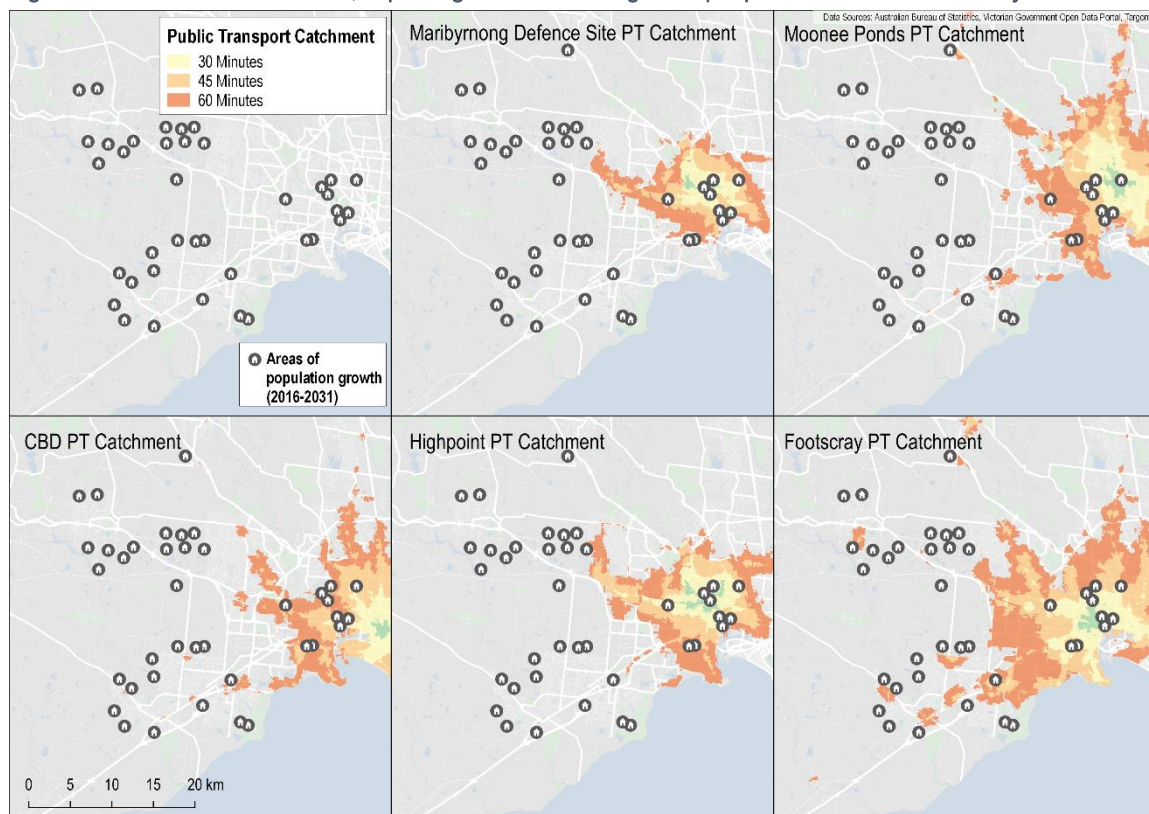 Data Sources: Australian Bureau of Statistics, Victorian Government Open Data Portal,
Public Transport Catchment
30 Minutes
45 Minutes
60 Minutes
Maribyrnong Defence Site PT Catchment
Moonee Ponds PT Catchment
Areas of
population growth
(2016-2031)
CBD PT Catchment
Highpoint PT Catchment
Footscray PT Catchment
0 5 10 15 20 km